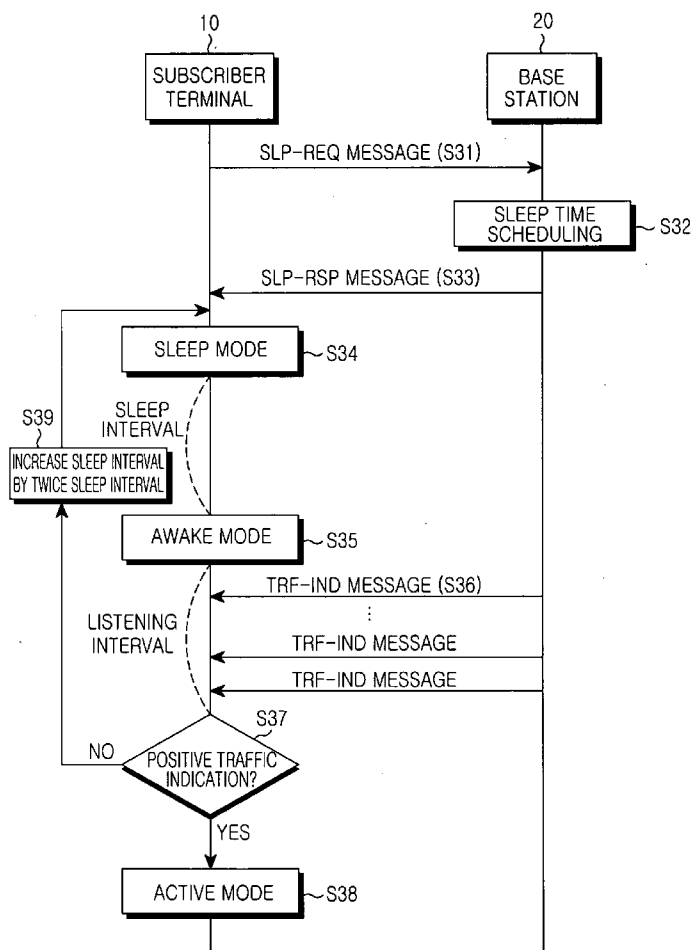 10
20
SUBSCRIBER
TERMINAL
BASE
STATION
SLP-REQ MESSAGE (S31)
SLEEP TIME
SCHEDULING
S32
SLP-RSP MESSAGE (S33)
SLEEP MODE
S34
SLEEP
INTERVAL
S39
INCREASE SLEEP INTERVAL
BY TWICE SLEEP INTERVAL
AWAKE MODE
S35
TRF-IND MESSAGE (S36)
⋮
LISTENING
INTERVAL
TRF-IND MESSAGE
TRF-IND MESSAGE
S37
NO
POSITIVE TRAFFIC
INDICATION?
YES
ACTIVE MODE
S38